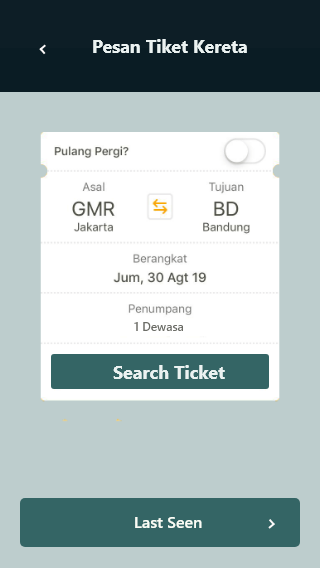 Pesan Tiket Kereta
Pulang Pergi?
Asal
Tujuan
GMR
BD
Jakarta
Bandung
Berangkat
Jum, 30 Agt 19
Penumpang
1 Dewasa
Search Ticket
Last Seen